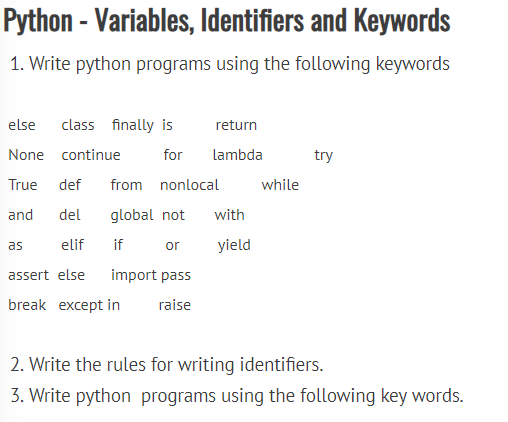 Python - Variables, Identifiers and Keywords
1. Write python programs using the following keywords
else class finally is return
None continue for lambda try
True def from nonlocal while
and del global not with
as elif if or yield
assert else import pass
break except in raise
2. Write the rules for writing identifiers.
3. Write python programs using the following key words.